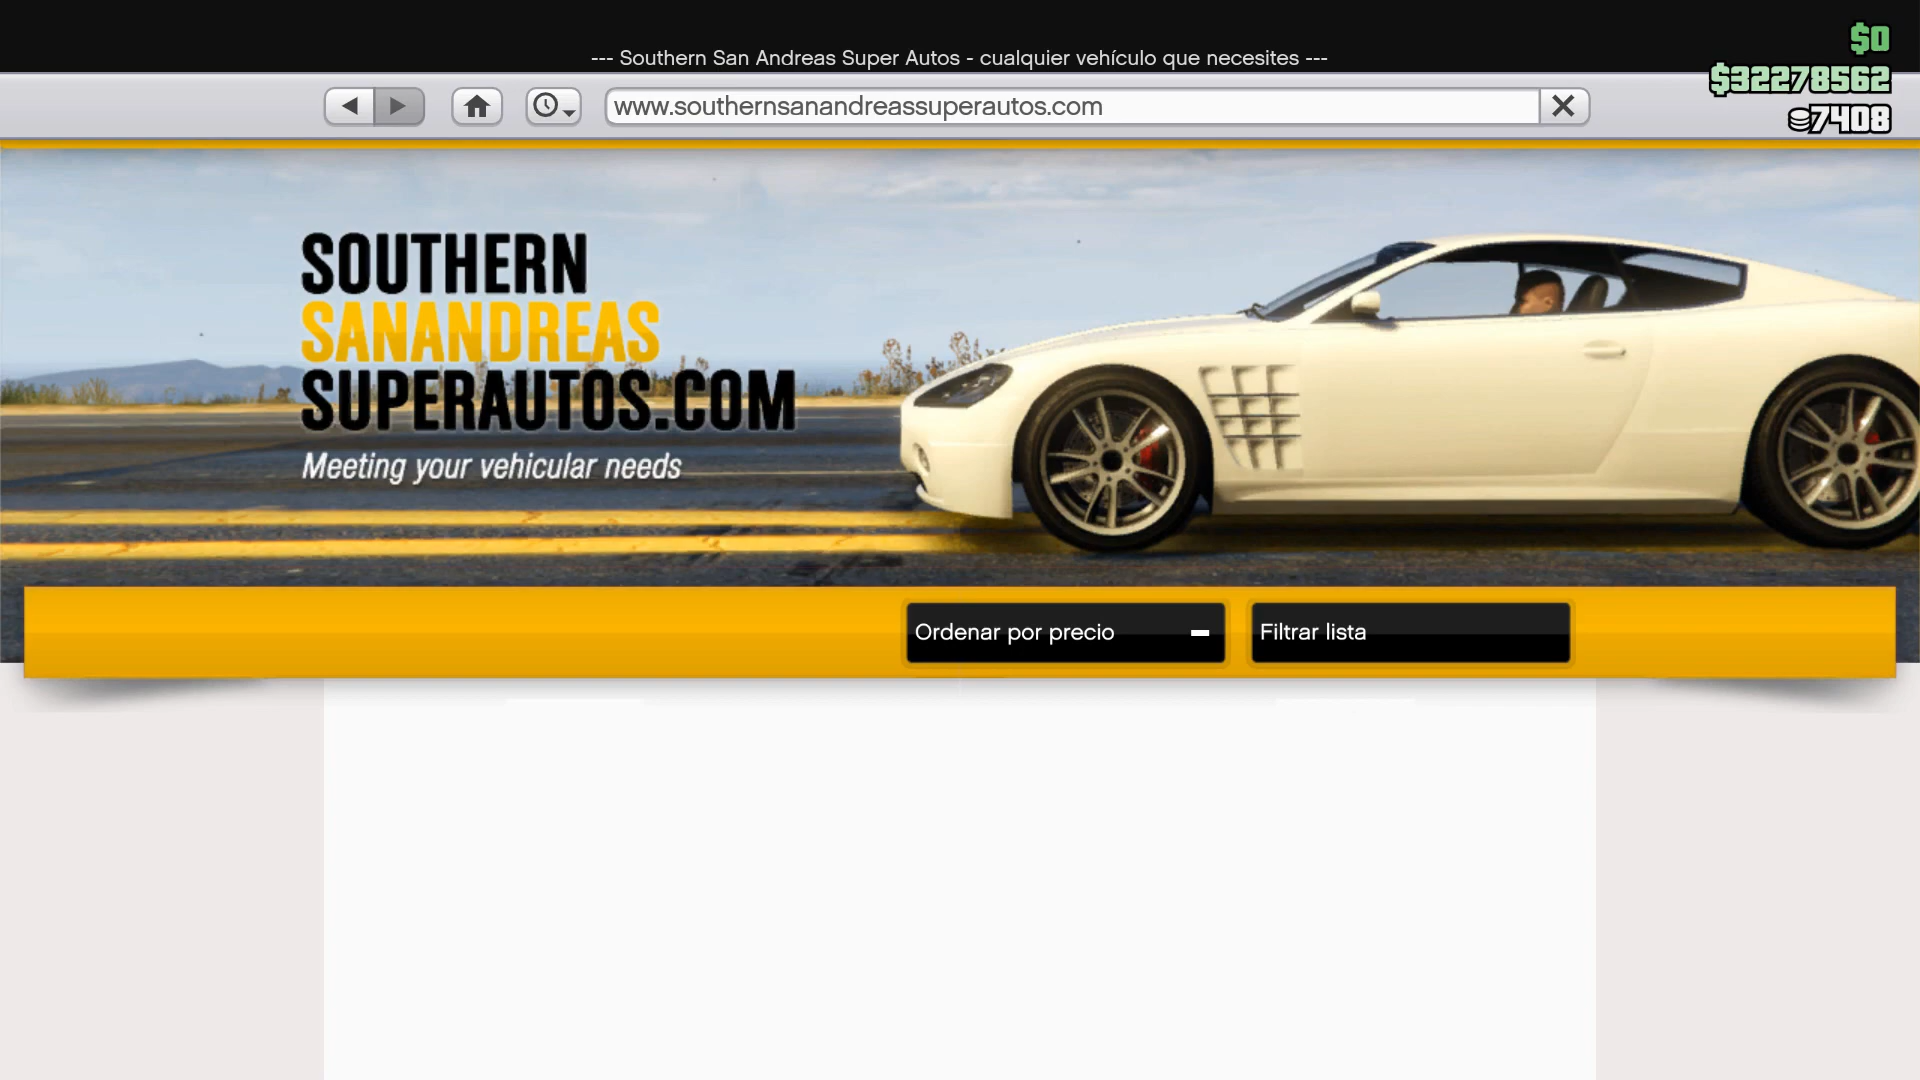 --- Southern San Andreas Super Autos - cualquier vehículo que necesites ---
$0
$32278562
7408
www.southernsanandreassuperautos.com
SOUTHERN
SANANDREAS
SUPERAUTOS.COM
Meeting your vehicular needs
Ordenar por precio
Filtrar lista